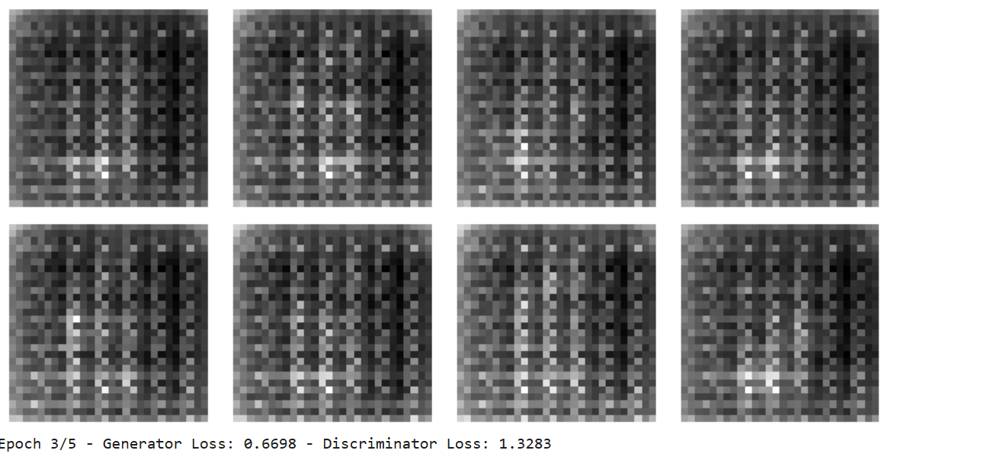 Epoch 3/5 - Generator Loss: 0.6698 - Discriminator Loss: 1.3283